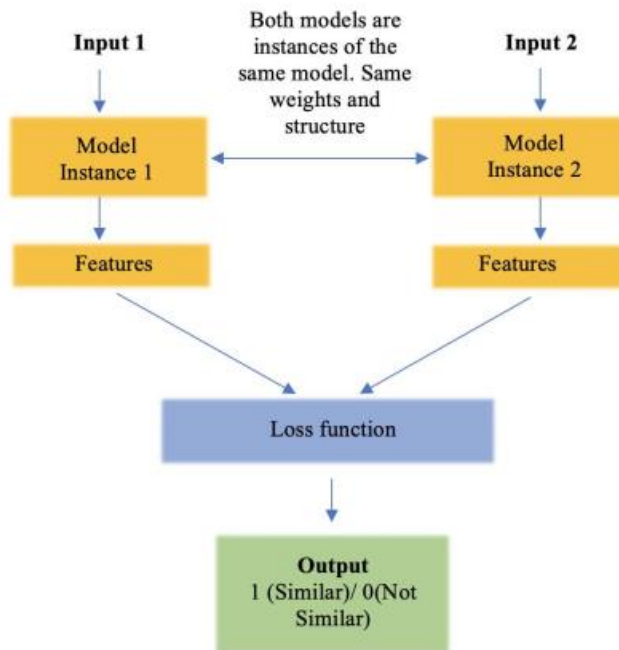 Input 1
Both models are
instances of the
same model. Same
weights and
structure
Input 2
Model
Instance 1
Model
Instance 2
Features
Features
Loss function
Output
1 (Similar)/ 0(Not
Similar)